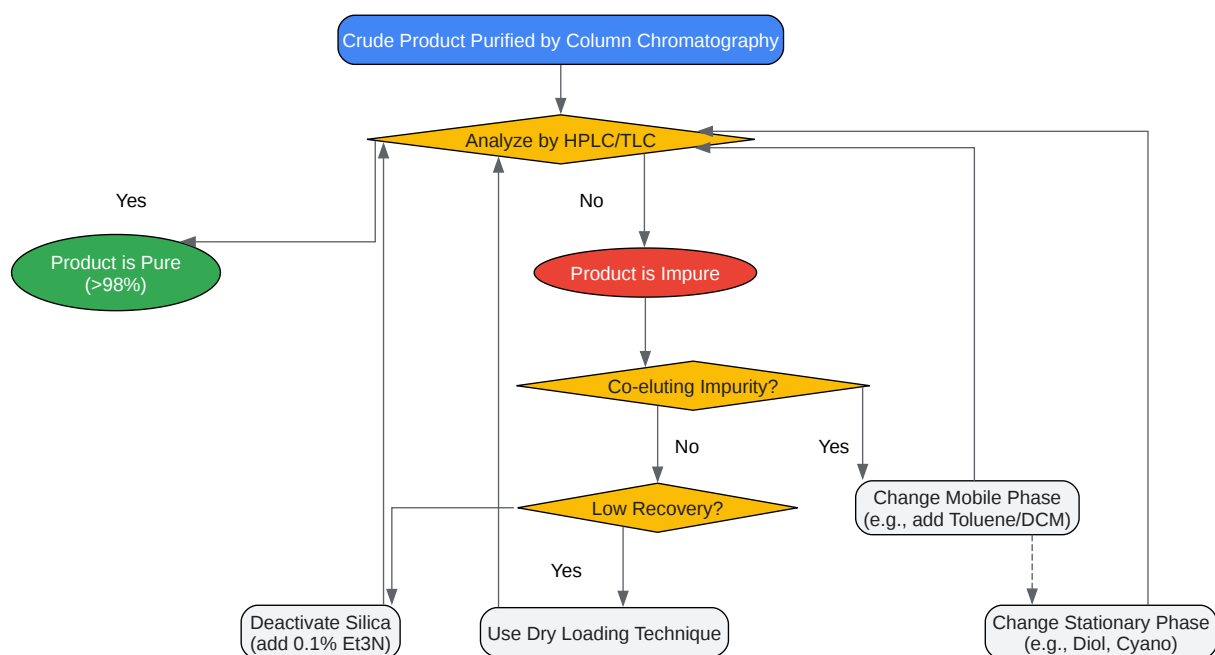 Crude Product Purified by Column Chromatography
Analyze by HPLC/TLC
Yes
No
Product is Pure
(>98%)
Product is Impure
Co-eluting Impurity?
No
Yes
Change Mobile Phase
(e.g., add Toluene/DCM)
Low Recovery?
Yes
Deactivate Silica
(add 0.1% Et3N)
Use Dry Loading Technique
Change Stationary Phase
(e.g., Diol, Cyano)